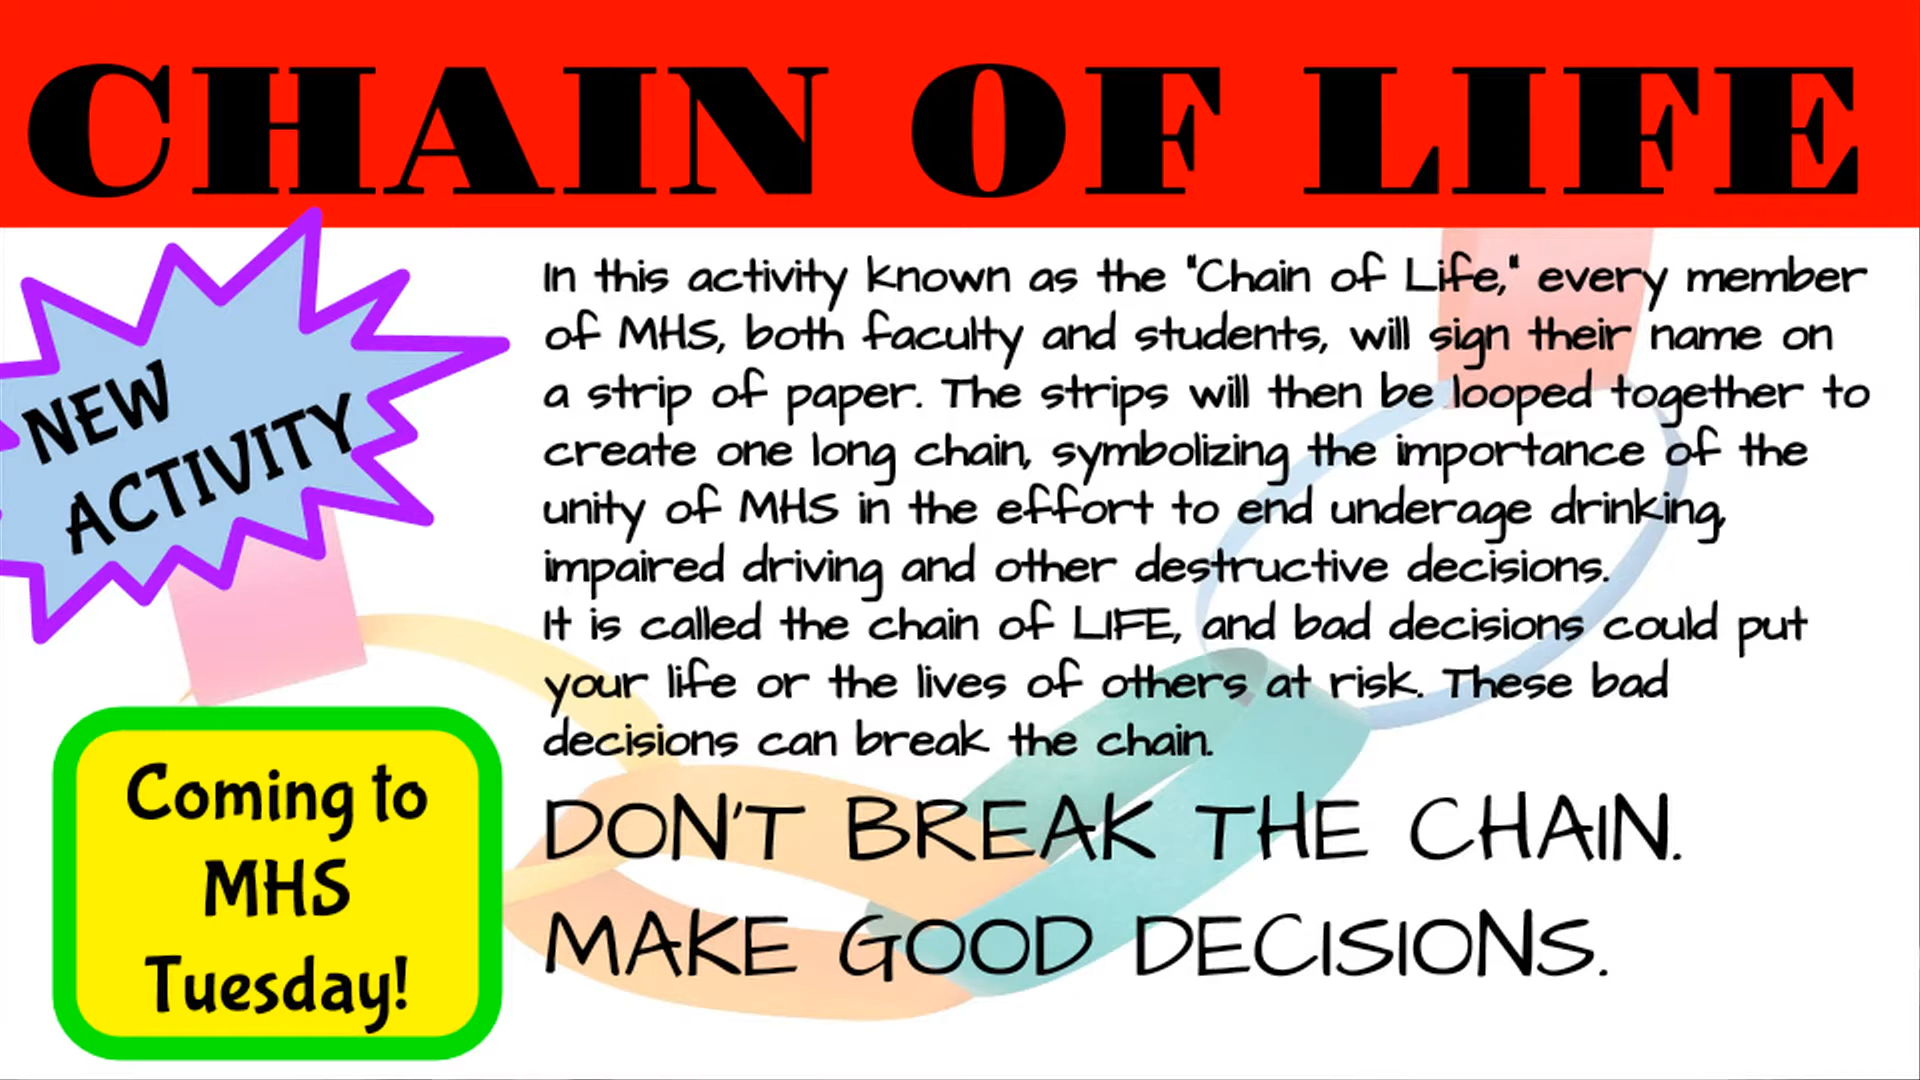 CHAIN OF LIFE
NEW
ACTIVITY
In this activity known as the "Chain of Life," every member
of MHS, both faculty and students, will sign their name on
a strip of paper. The strips will then be looped together to
create one long chain, symbolizing the importance of the
unity of MHS in the effort to end underage drinking,
impaired driving and other destructive decisions.
It is called the chain of LIFE, and bad decisions could put
your life or the lives of others at risk. These bad
decisions can break the chain.
DON'T BREAK THE CHAIN.
MAKE GOOD DECISIONS.
Coming to
MHS
Tuesday!